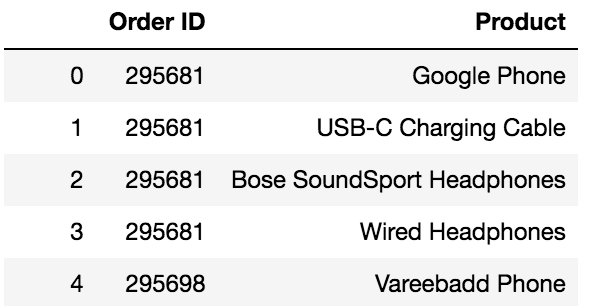 Order ID Product
0 295681 Google Phone
1 295681 USB-C Charging Cable
2 295681 Bose SoundSport Headphones
3 295681 Wired Headphones
4 295698 Vareebadd Phone